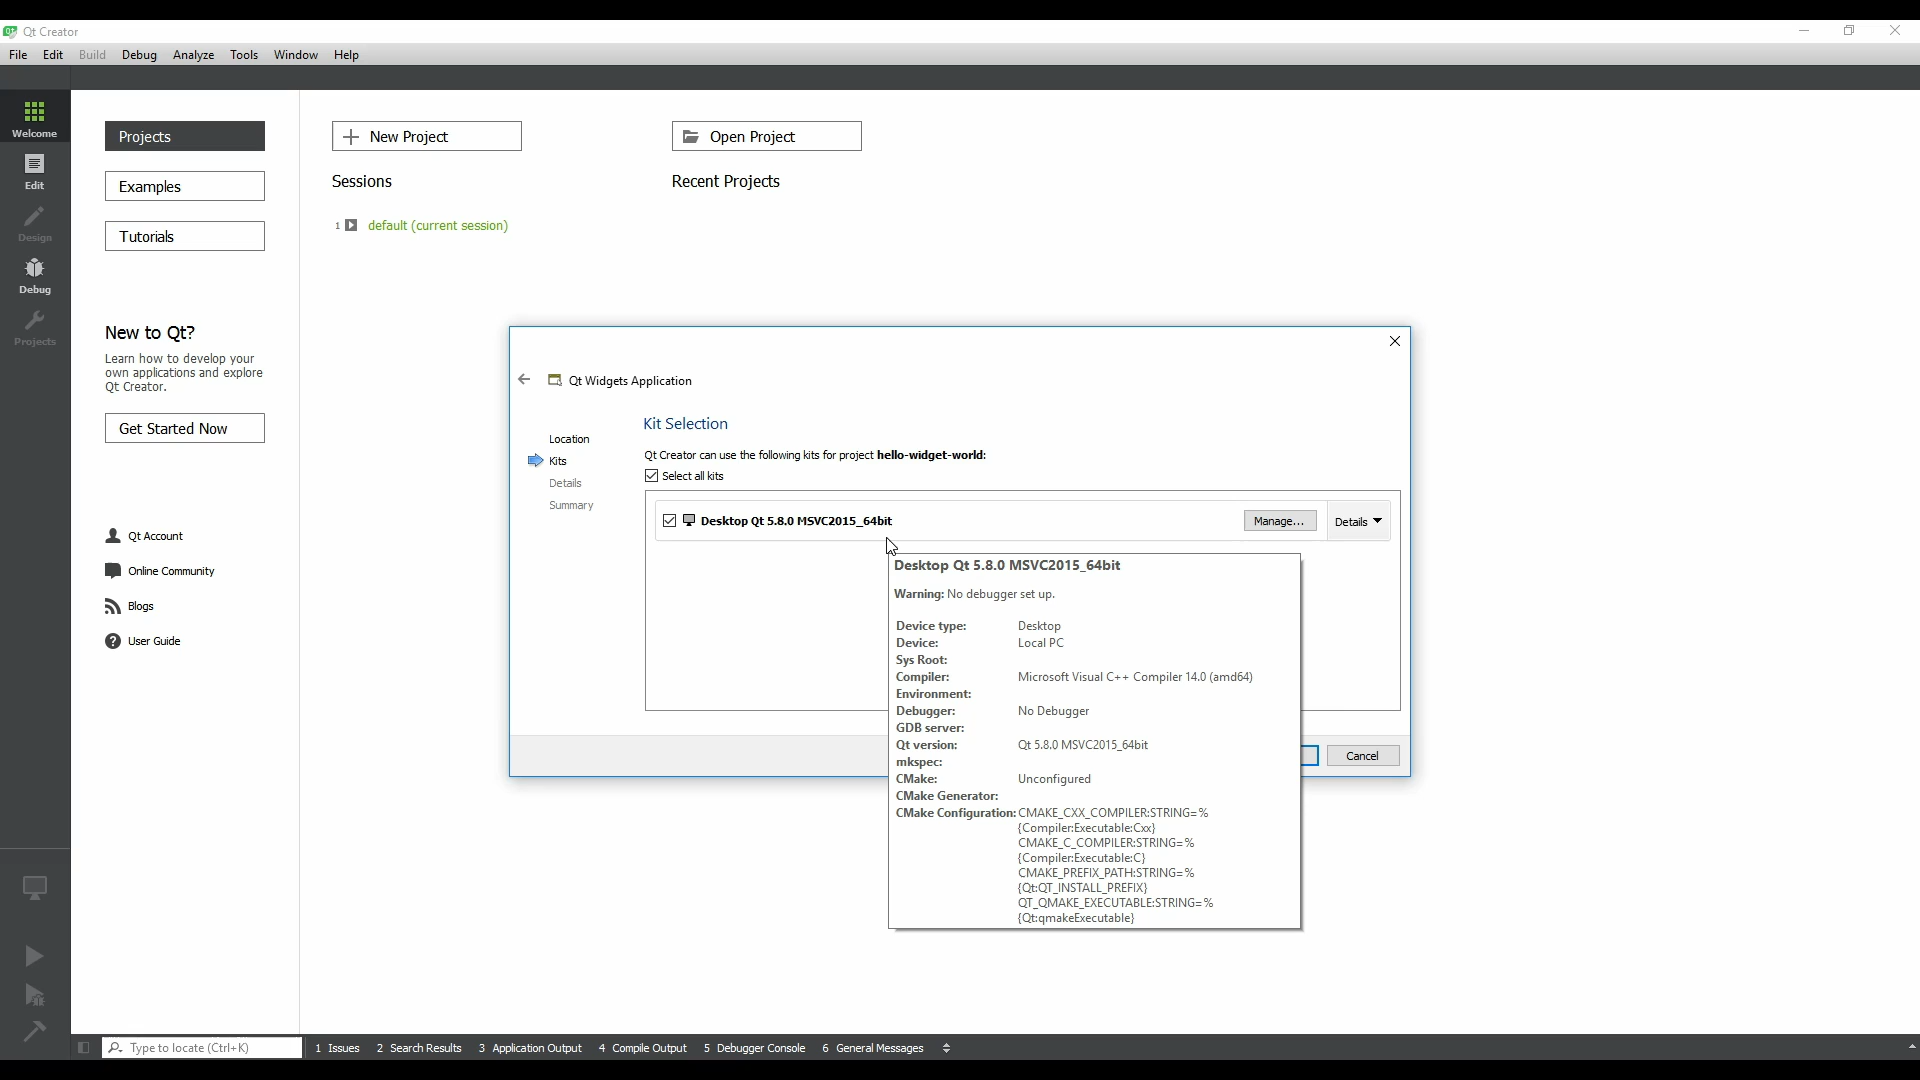 Qt Creator
File Edit Build Debug Analyze Tools Window Help
Welcome
Edit
Design
Debug
Projects
Projects
Examples
Tutorials
New to Qt?
Learn how to develop your
own applications and explore
Qt Creator.
Get Started Now
Qt Account
Online Community
Blogs
User Guide
New Project
Open Project
Sessions
Recent Projects
1 default (current session)
Qt Widgets Application
Location
Kits
Details
Summary
Kit Selection
Qt Creator can use the following kits for project hello-widget-world:
Select all kits
Desktop Qt 5.8.0 MSVC2015_64bit
Manage...
Details
Desktop Qt 5.8.0 MSVC2015_64bit
Warning: No debugger set up.
Device type: Desktop
Device: Local PC
Sys Root:
Compiler: Microsoft Visual C++ Compiler 14.0 (amd64)
Environment:
Debugger: No Debugger
GDB server:
Qt version: Qt 5.8.0 MSVC2015_64bit
mkspec:
CMake: Unconfigured
CMake Generator:
CMake Configuration: CMAKE_CXX_COMPILER:STRING=%
{Compiler:Executable:Cxx}
CMAKE_C_COMPILER:STRING=%
{Compiler:Executable:C}
CMAKE_PREFIX_PATH:STRING=%
{Qt:QT_INSTALL_PREFIX}
QT_QMAKE_EXECUTABLE:STRING=%
{Qt:qmakeExecutable}
Cancel
Type to locate (Ctrl+K)
1 Issues 2 Search Results 3 Application Output 4 Compile Output 5 Debugger Console 6 General Messages